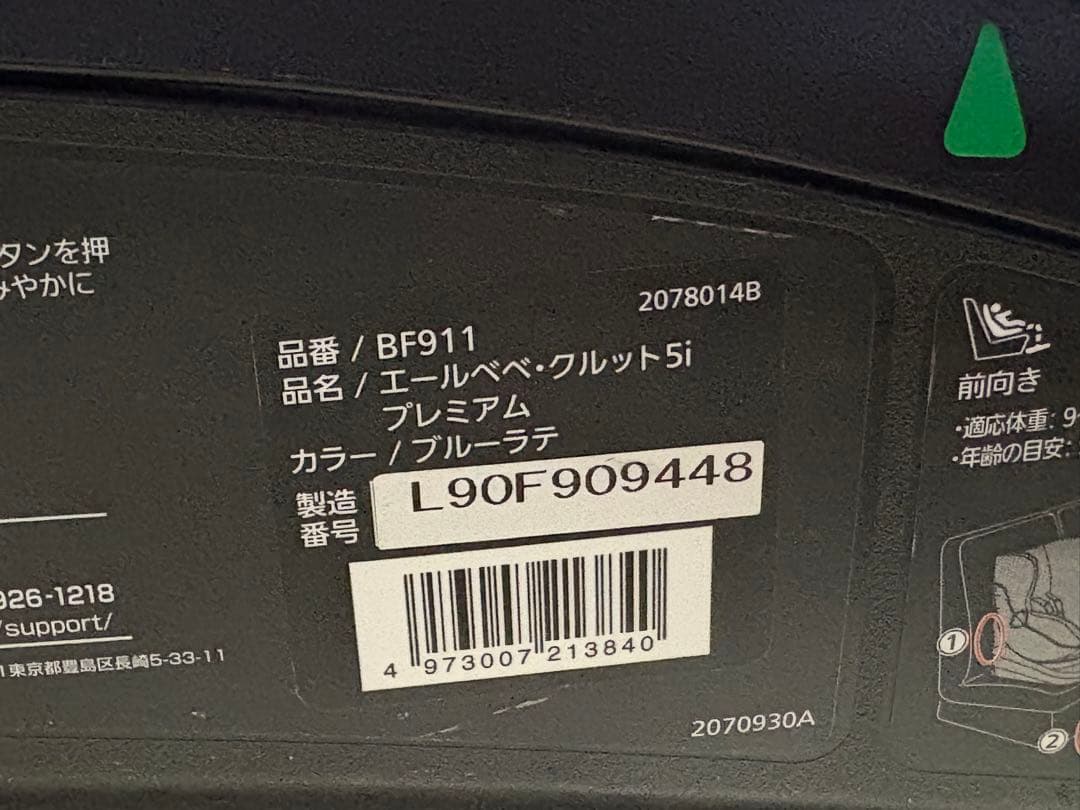 タンを押
みやかに
926-1218
/support/
1 東京都豊島区長崎5-33-11
2078014B
品番 / BF911
品名 / エールベベ・クルット5i
プレミアム
カラー / ブルーラテ
製造
番号
L90F909448
4 973007 213840
2070930A
前向き
・適応体重: 9
・年齢の目安:
①
②